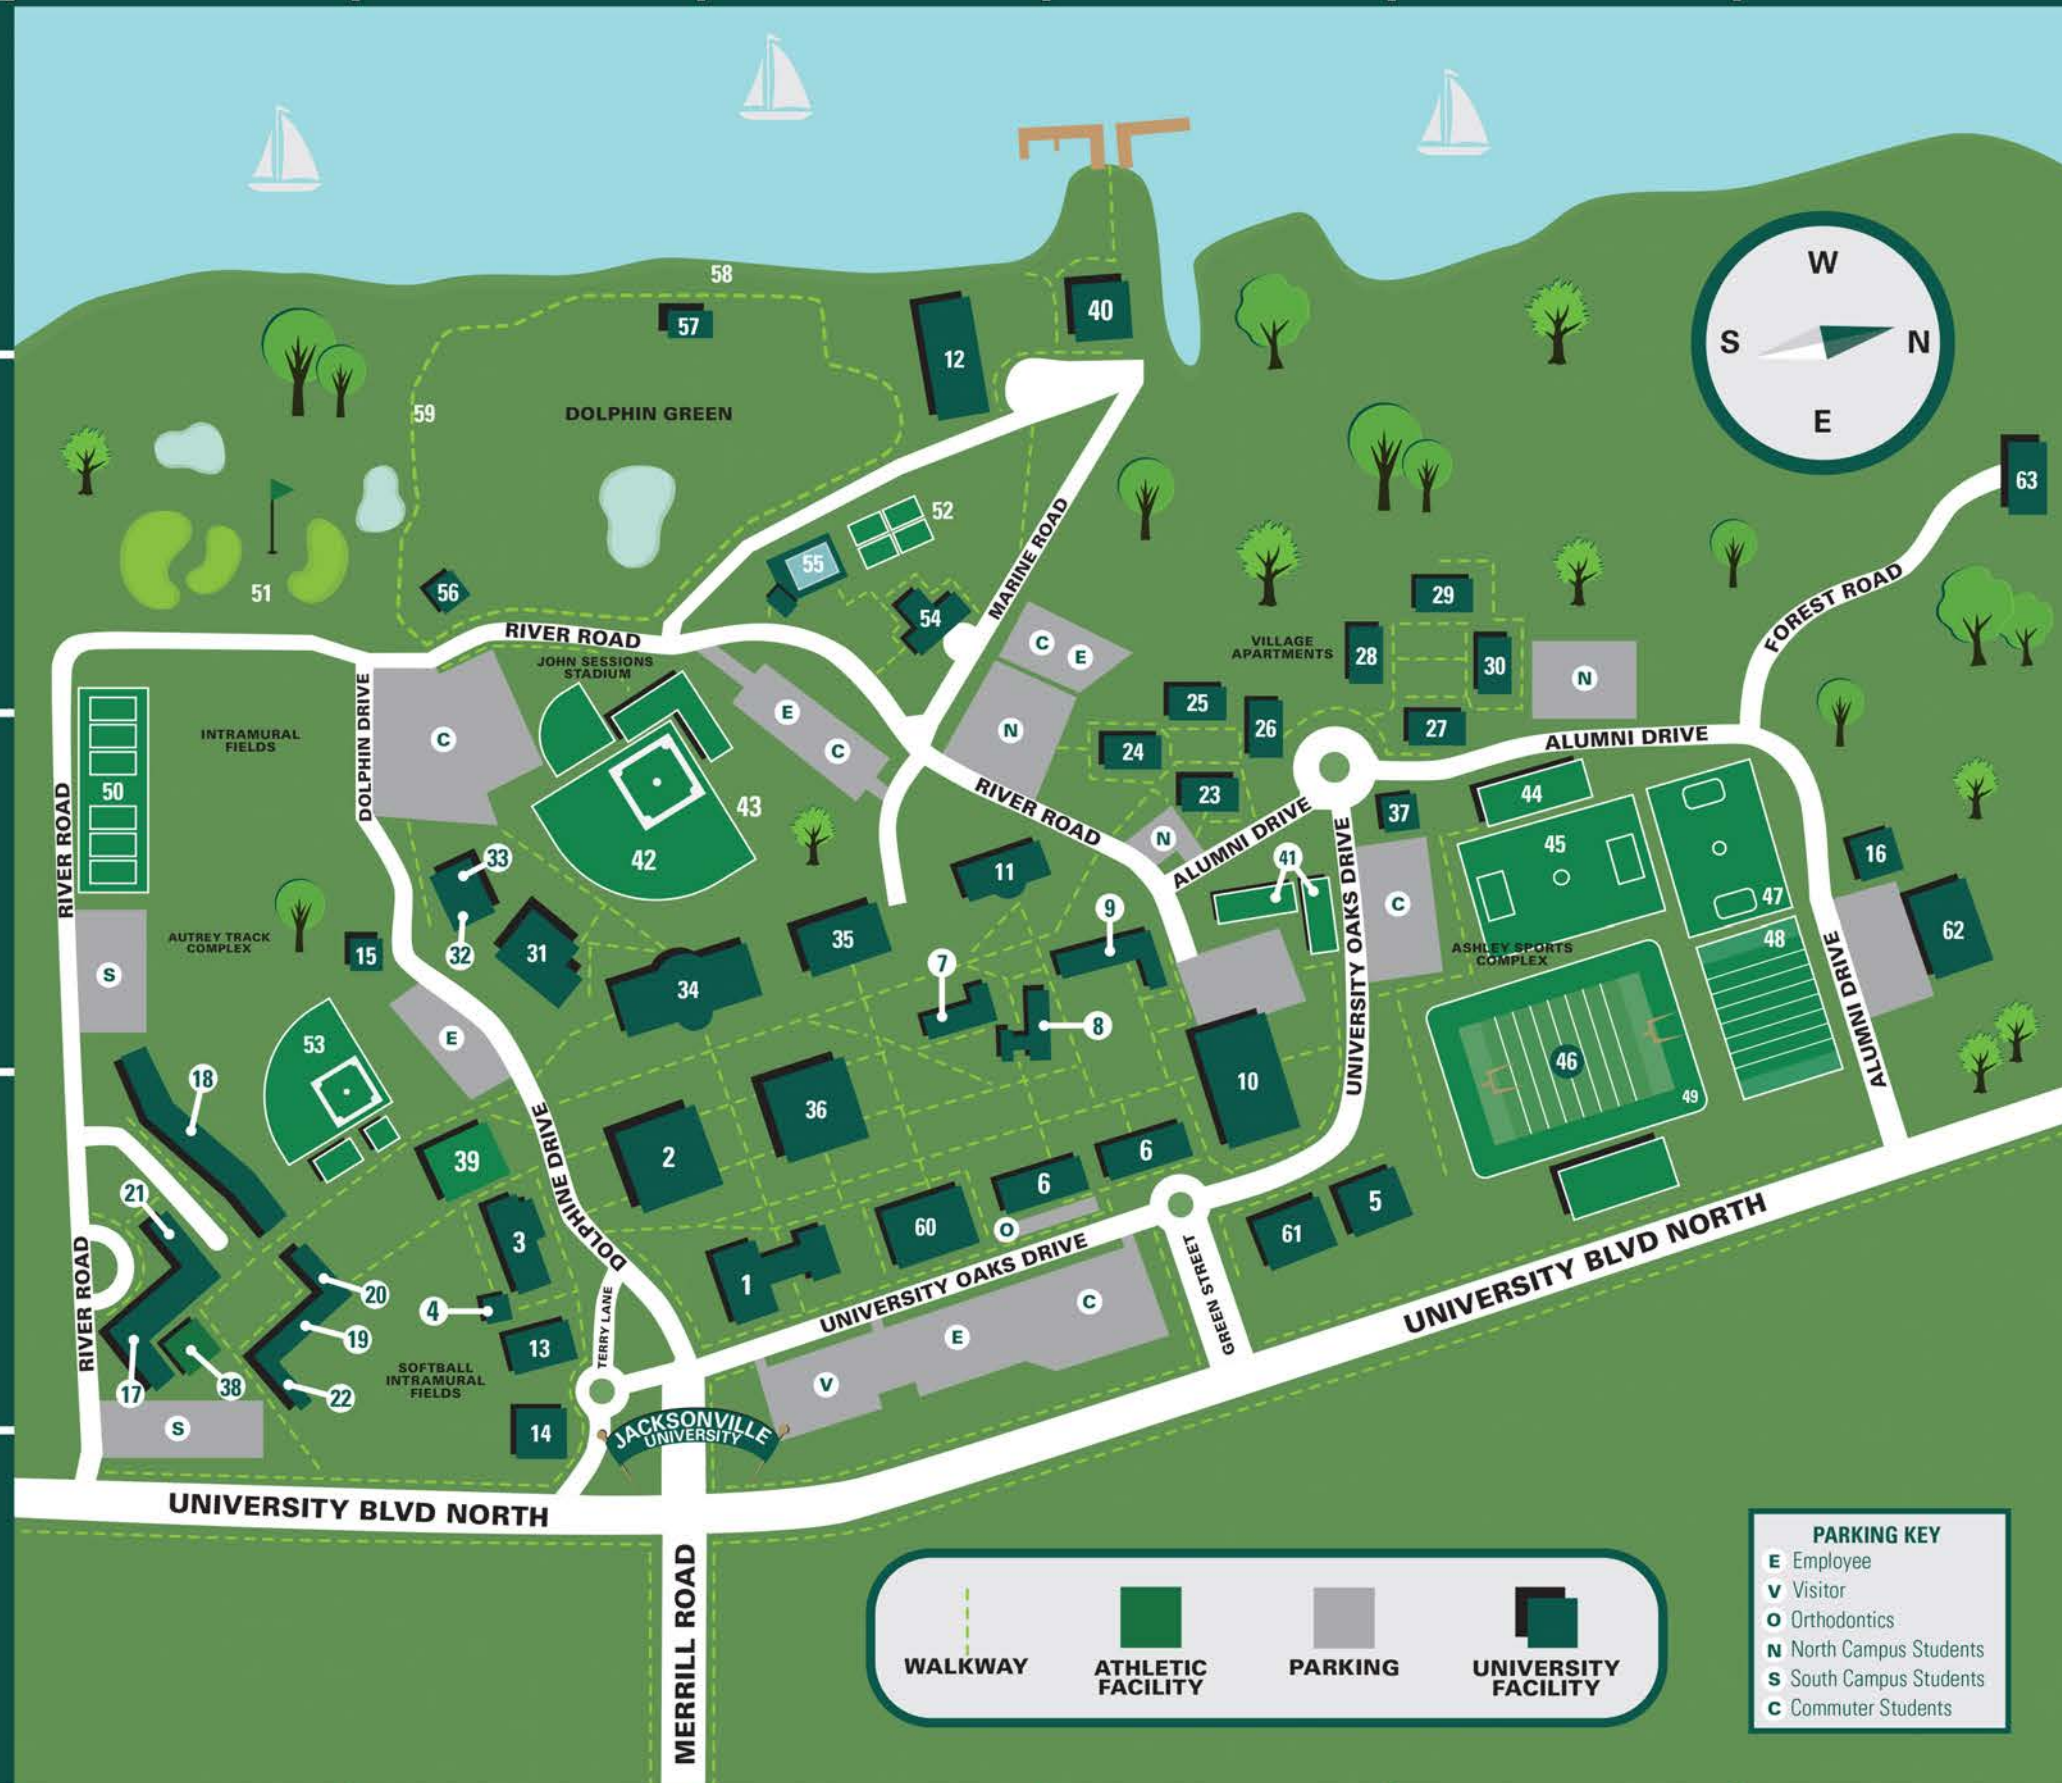 58
57
12
40
W
S
N
E
59
DOLPHIN GREEN
63
52
55
51
56
54
MARINE ROAD
29
FOREST ROAD
RIVER ROAD
JOHN SESSIONS
STADIUM
C
E
VILLAGE
APARTMENTS
28
30
N
25
26
27
ALUMNI DRIVE
E
C
N
24
INTRAMURAL
FIELDS
DOLPHIN DRIVE
C
50
RIVER ROAD
43
42
RIVER ROAD
23
37
44
N
ALUMNI DRIVE
41
UNIVERSITY OAKS DRIVE
C
45
47
48
16
62
33
32
11
9
AUTREY TRACK
COMPLEX
15
31
35
34
7
8
S
ASHLEY SPORTS
COMPLEX
ALUMNI DRIVE
53
E
18
10
46
49
36
2
39
DOLPHINE DRIVE
6
6
21
3
60
O
61
5
RIVER ROAD
20
4
1
UNIVERSITY OAKS DRIVE
C
GREEN STREET
UNIVERSITY BLVD NORTH
19
13
TERRY LANE
E
17
38
22
SOFTBALL
INTRAMURAL
FIELDS
V
S
14
JACKSONVILLE
UNIVERSITY
UNIVERSITY BLVD NORTH
MERRILL ROAD
WALKWAY
ATHLETIC
FACILITY
PARKING
UNIVERSITY
FACILITY
PARKING KEY
E Employee
V Visitor
O Orthodontics
N North Campus Students
S South Campus Students
C Commuter Students